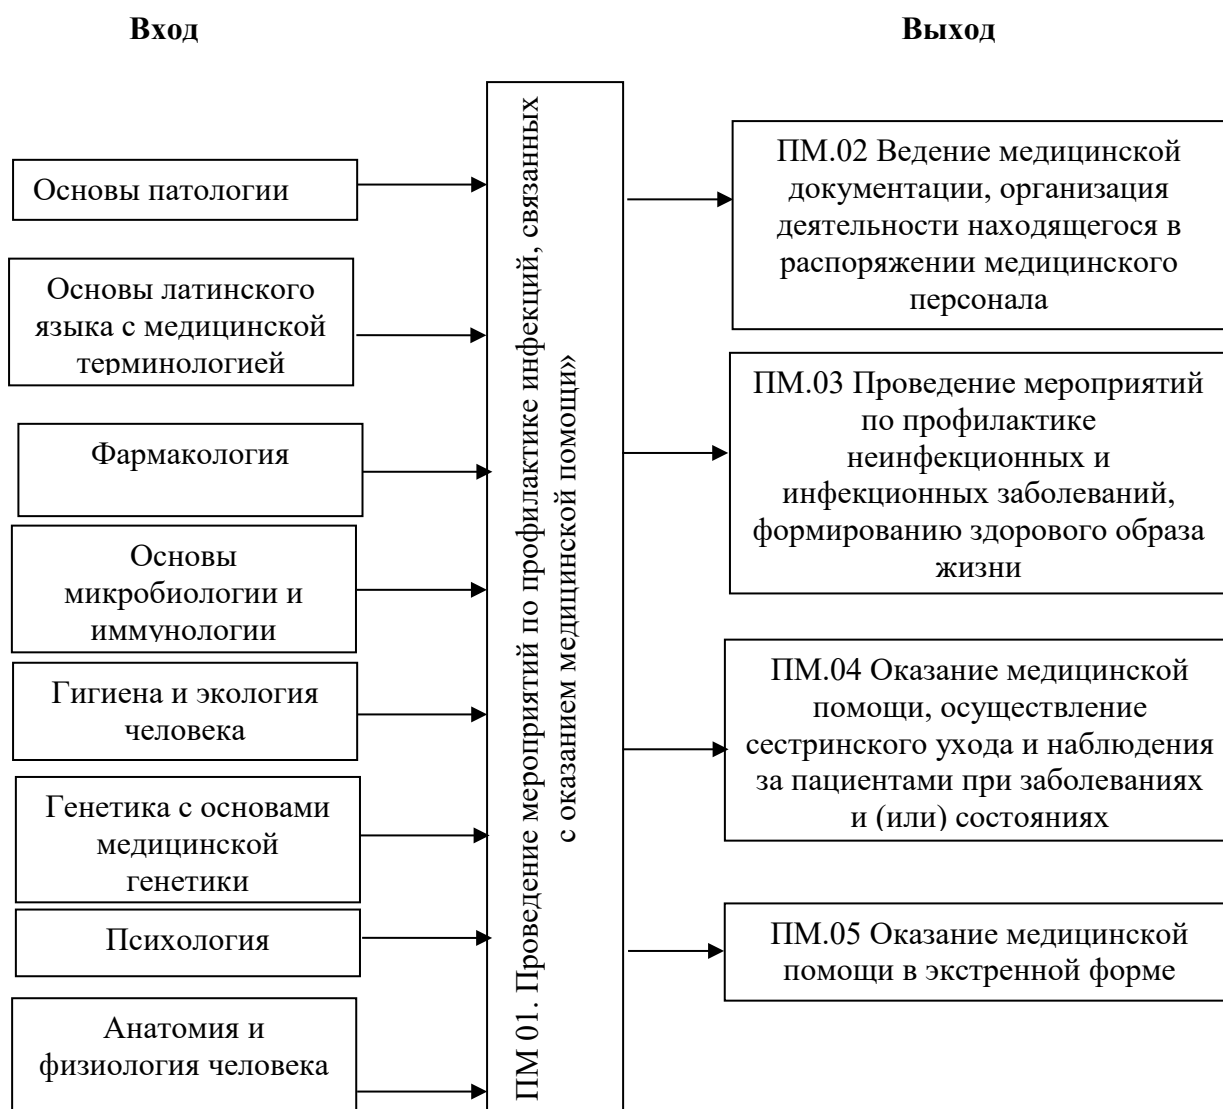 Вход
Выход
Основы патологии
Основы латинского
языка с медицинской
терминологией
Фармакология
Основы
микробиологии и
иммунологии
Гигиена и экология
человека
Генетика с основами
медицинской
генетики
Психология
Анатомия и
физиология человека
ПМ 01. Проведение мероприятий по профилактике инфекций, связанных
с оказанием медицинской помощи»
ПМ.02 Ведение медицинской
документации, организация
деятельности находящегося в
распоряжении медицинского
персонала
ПМ.03 Проведение мероприятий
по профилактике
неинфекционных и
инфекционных заболеваний,
формированию здорового образа
жизни
ПМ.04 Оказание медицинской
помощи, осуществление
сестринского ухода и наблюдения
за пациентами при заболеваниях
и (или) состояниях
ПМ.05 Оказание медицинской
помощи в экстренной форме